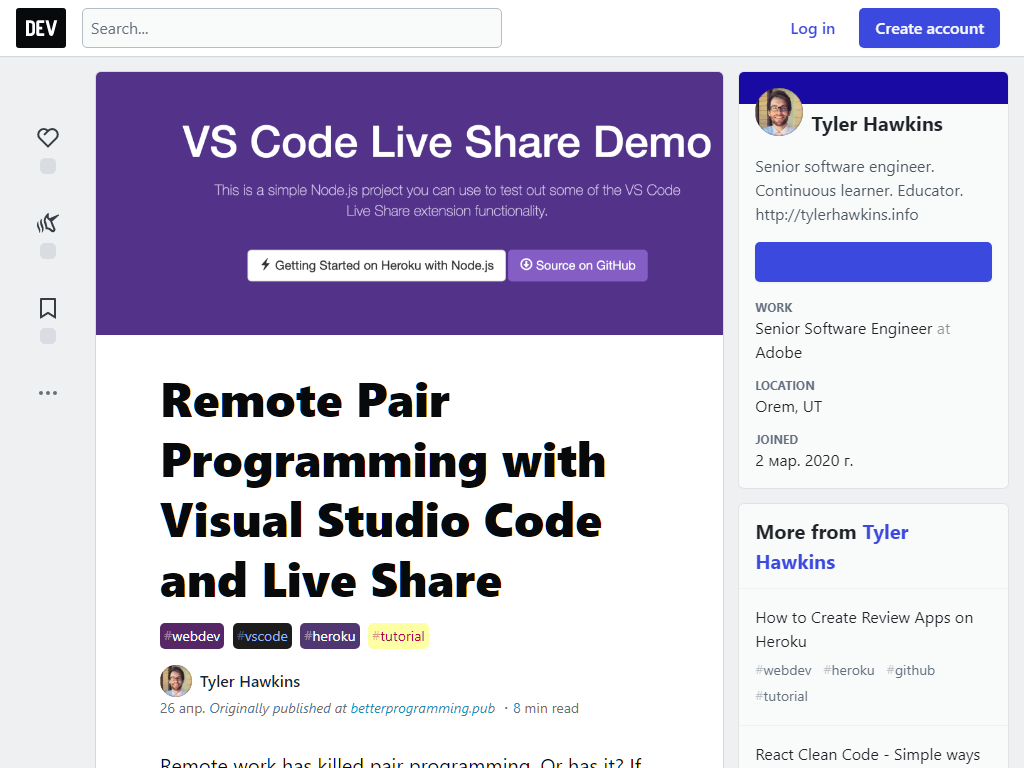 DEV
Search...
Log in
Create account
VS Code Live Share Demo
This is a simple Node.js project you can use to test out some of the VS Code
Live Share extension functionality.
Getting Started on Heroku with Node.js
Source on GitHub
Remote Pair
Programming with
Visual Studio Code
and Live Share
#webdev #vscode #heroku #tutorial
Tyler Hawkins
26 апр. Originally published at betterprogramming.pub ・8 min read
Remote work has killed pair programming. Or has it? If
Tyler Hawkins
Senior software engineer.
Continuous learner. Educator.
http://tylerhawkins.info
WORK
Senior Software Engineer at
Adobe
LOCATION
Orem, UT
JOINED
2 мар. 2020 г.
More from Tyler
Hawkins
How to Create Review Apps on
Heroku
#webdev #heroku #github
#tutorial
React Clean Code - Simple ways